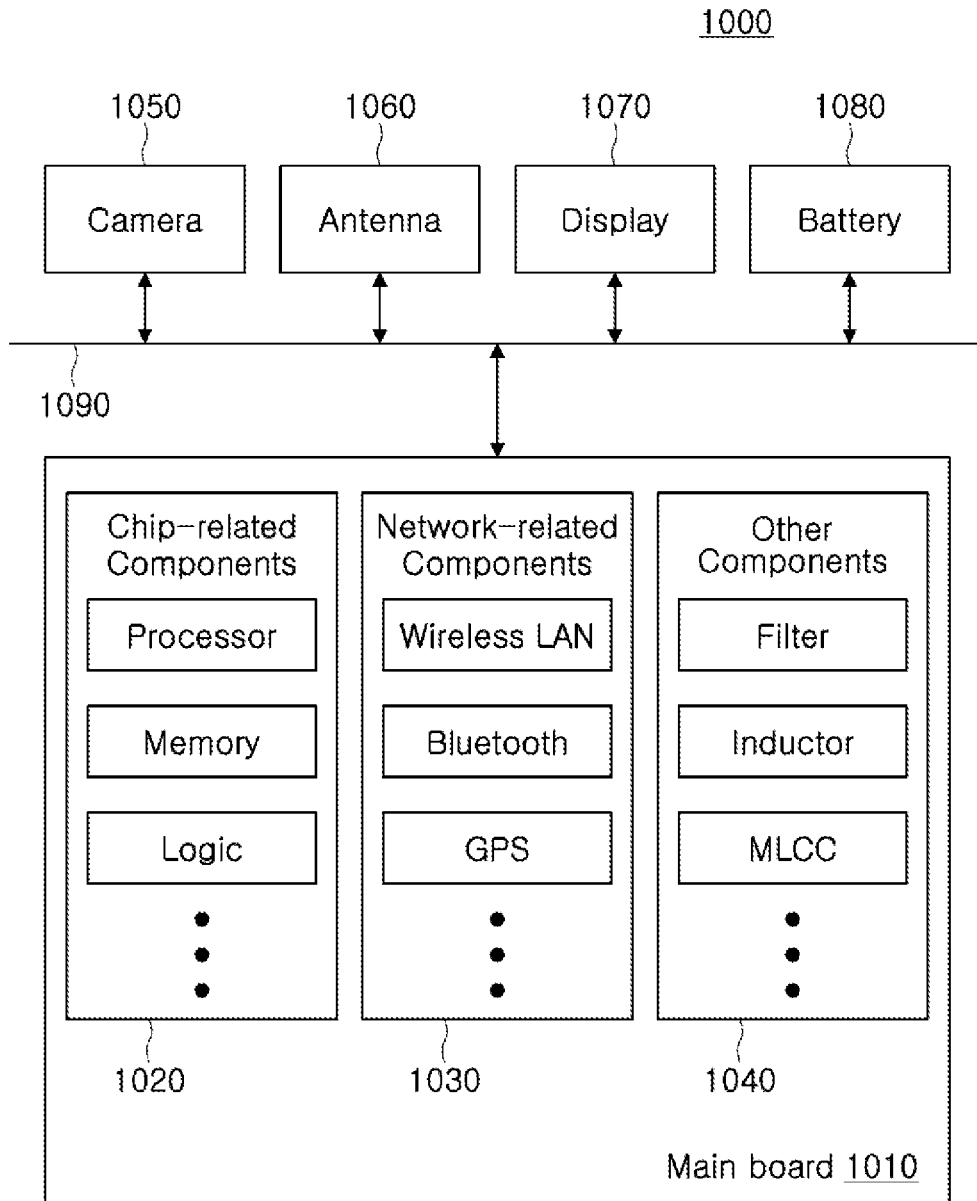 1000
1050 1060 1070 1080
Camera Antenna Display Battery
1090
Chip-related
Components
Processor
Memory
Logic
1020
Network-related
Components
Wireless LAN
Bluetooth
GPS
1030
Other
Components
Filter
Inductor
MLCC
1040
Main board 1010